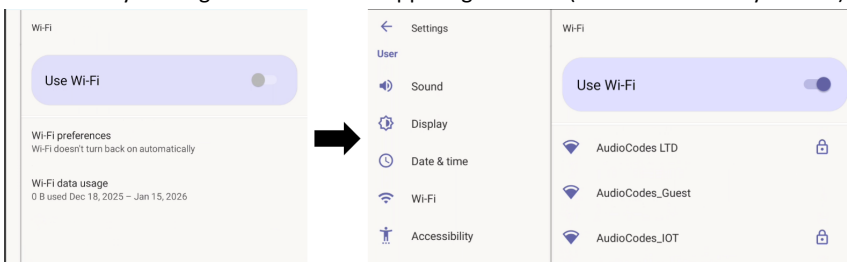 Wi-Fi
Use Wi-Fi
Wi-Fi preferences
Wi-Fi doesn't turn back on automatically
Wi-Fi data usage
0 B used Dec 18, 2025 – Jan 15, 2026
Settings
User
Sound
Display
Date & time
Wi-Fi
Accessibility
Wi-Fi
Use Wi-Fi
AudioCodes LTD
AudioCodes_Guest
AudioCodes_IOT